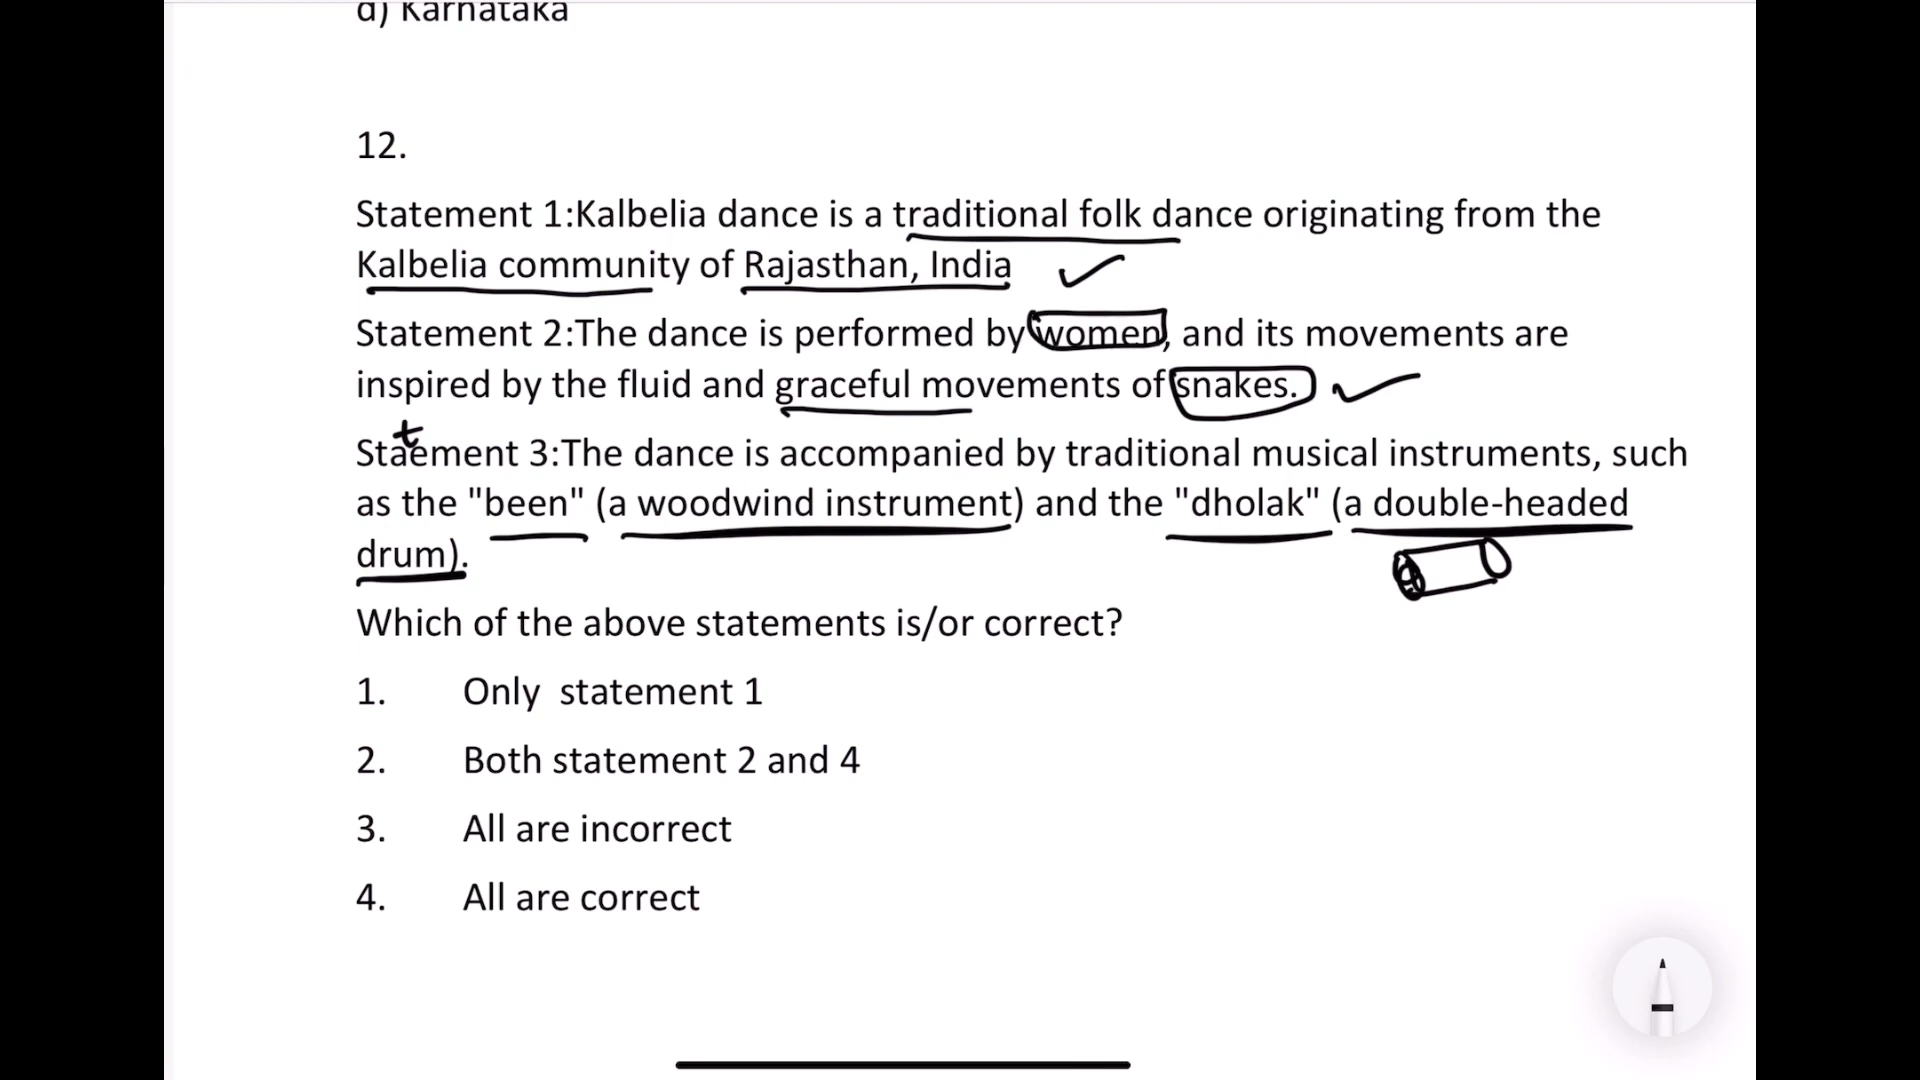 d) Karnataka
12.
Statement 1:Kalbelia dance is a traditional folk dance originating from the
Kalbelia community of Rajasthan, India
Statement 2:The dance is performed by women, and its movements are
inspired by the fluid and graceful movements of snakes.
t
Staement 3:The dance is accompanied by traditional musical instruments, such
as the "been" (a woodwind instrument) and the "dholak" (a double-headed
drum).
Which of the above statements is/or correct?
1. Only statement 1
2. Both statement 2 and 4
3. All are incorrect
4. All are correct